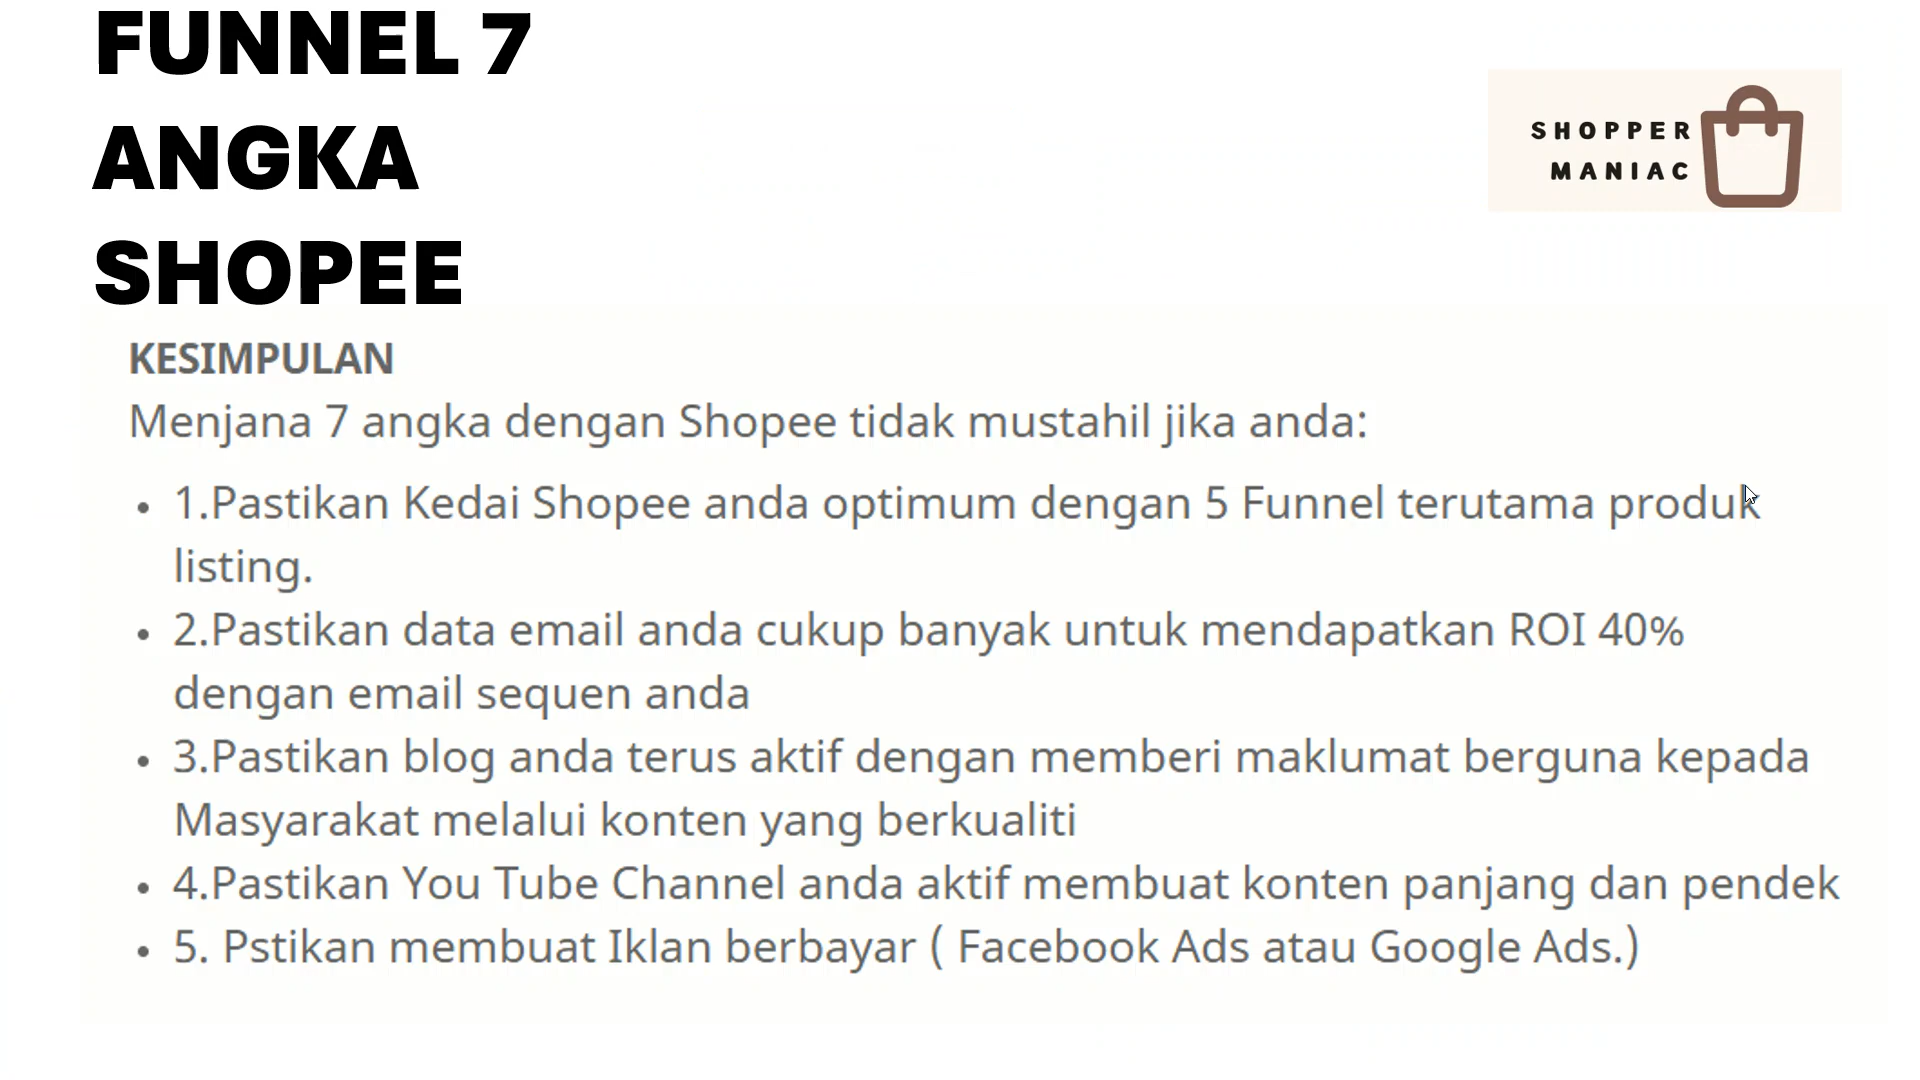 FUNNEL 7
ANGKA
SHOPEE
SHOPPER
MANIAC
KESIMPULAN
Menjana 7 angka dengan Shopee tidak mustahil jika anda:
• 1.Pastikan Kedai Shopee anda optimum dengan 5 Funnel terutama produk
listing.
• 2.Pastikan data email anda cukup banyak untuk mendapatkan ROI 40%
dengan email sequen anda
• 3.Pastikan blog anda terus aktif dengan memberi maklumat berguna kepada
Masyarakat melalui konten yang berkualiti
• 4.Pastikan You Tube Channel anda aktif membuat konten panjang dan pendek
• 5. Pstikan membuat Iklan berbayar ( Facebook Ads atau Google Ads.)